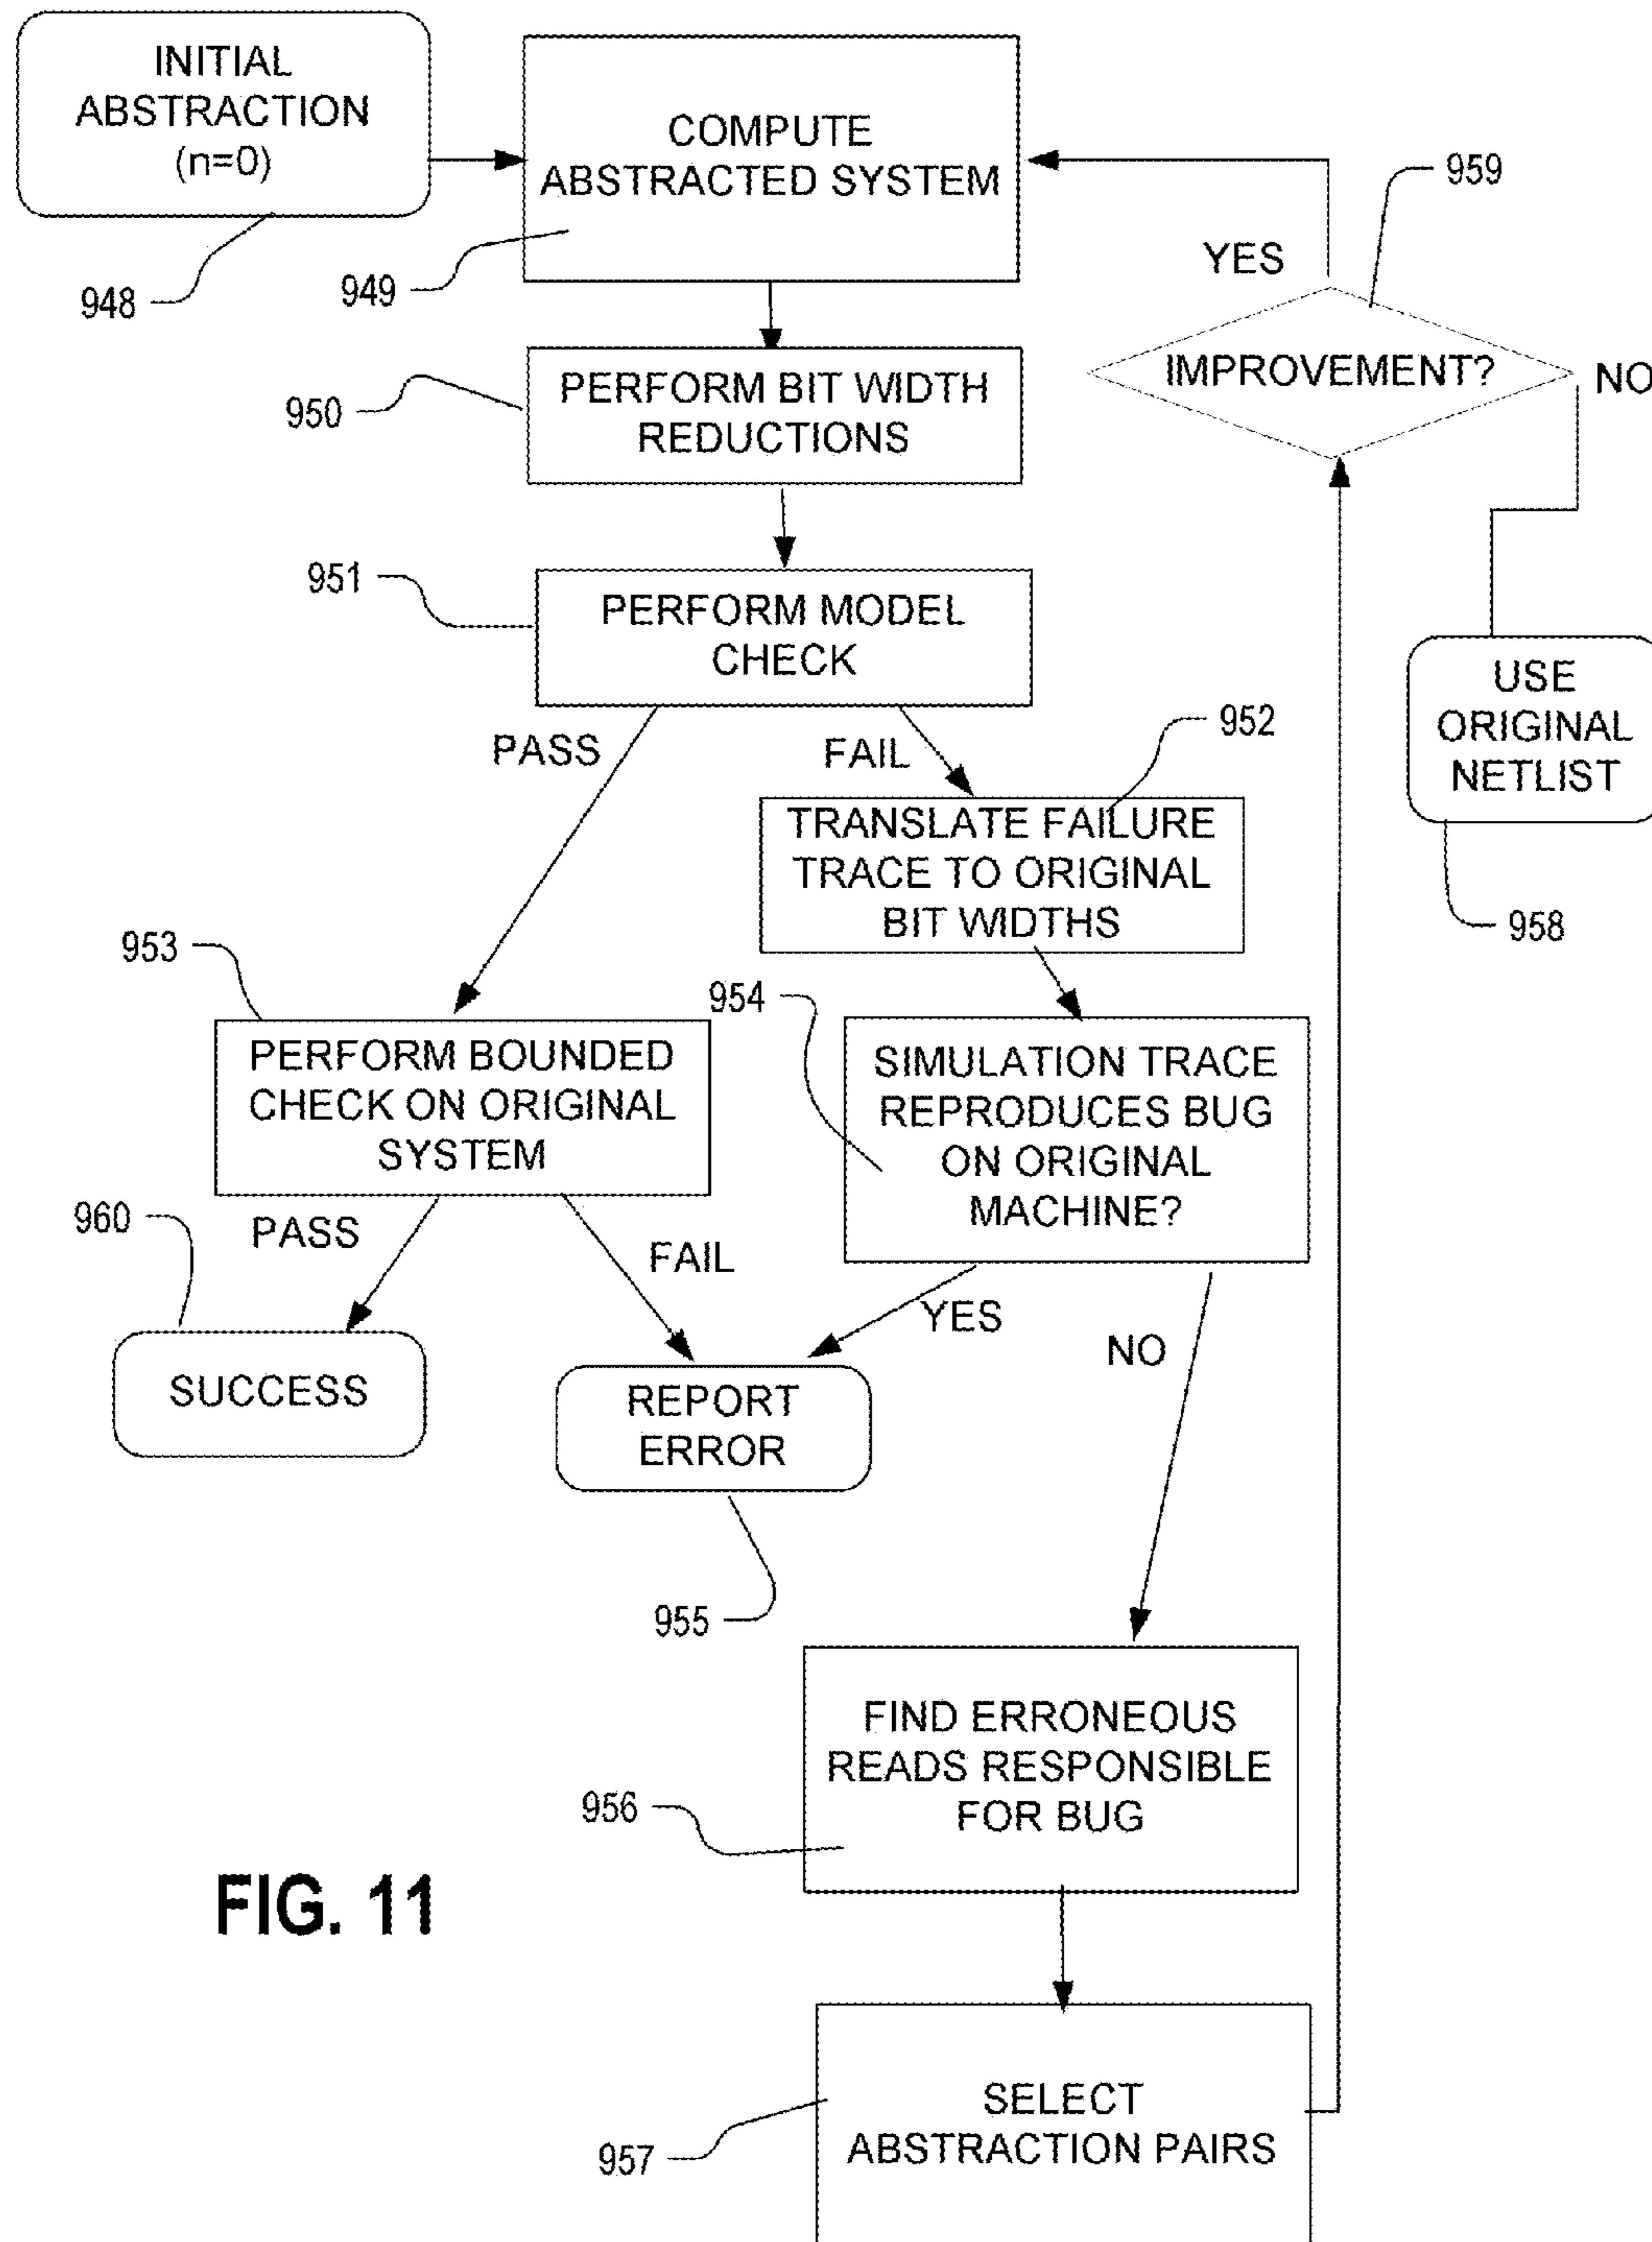 INITIAL
ABSTRACTION
(n=0)
948
COMPUTE
ABSTRACTED SYSTEM
949
959
YES
IMPROVEMENT?
NO
PERFORM BIT WIDTH
REDUCTIONS
950
951
PERFORM MODEL
CHECK
PASS
FAIL
952
USE
ORIGINAL
NETLIST
958
TRANSLATE FAILURE
TRACE TO ORIGINAL
BIT WIDTHS
953
954
PERFORM BOUNDED
CHECK ON ORIGINAL
SYSTEM
SIMULATION TRACE
REPRODUCES BUG
ON ORIGINAL
MACHINE?
960
PASS
FAIL
YES
NO
SUCCESS
REPORT
ERROR
955
FIND ERRONEOUS
READS RESPONSIBLE
FOR BUG
956
FIG. 11
SELECT
ABSTRACTION PAIRS
957